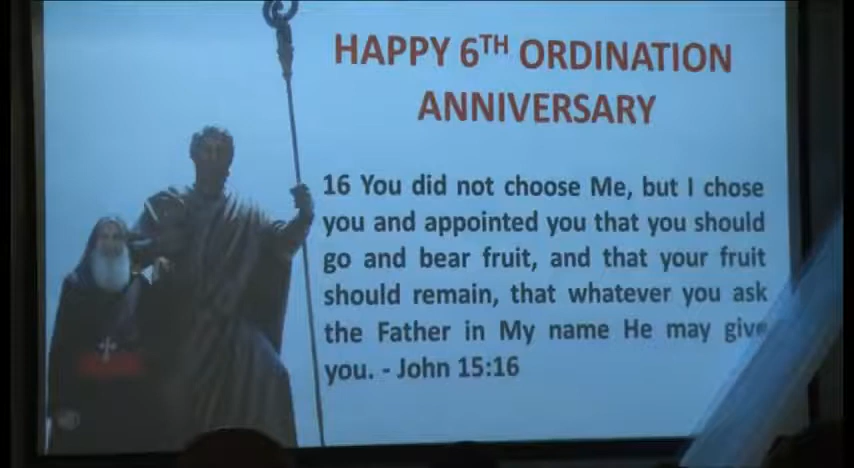 HAPPY 6TH ORDINATION
ANNIVERSARY
16 You did not choose Me, but I chose
you and appointed you that you should
go and bear fruit, and that your fruit
should remain, that whatever you ask
the Father in My name He may give
you. - John 15:16